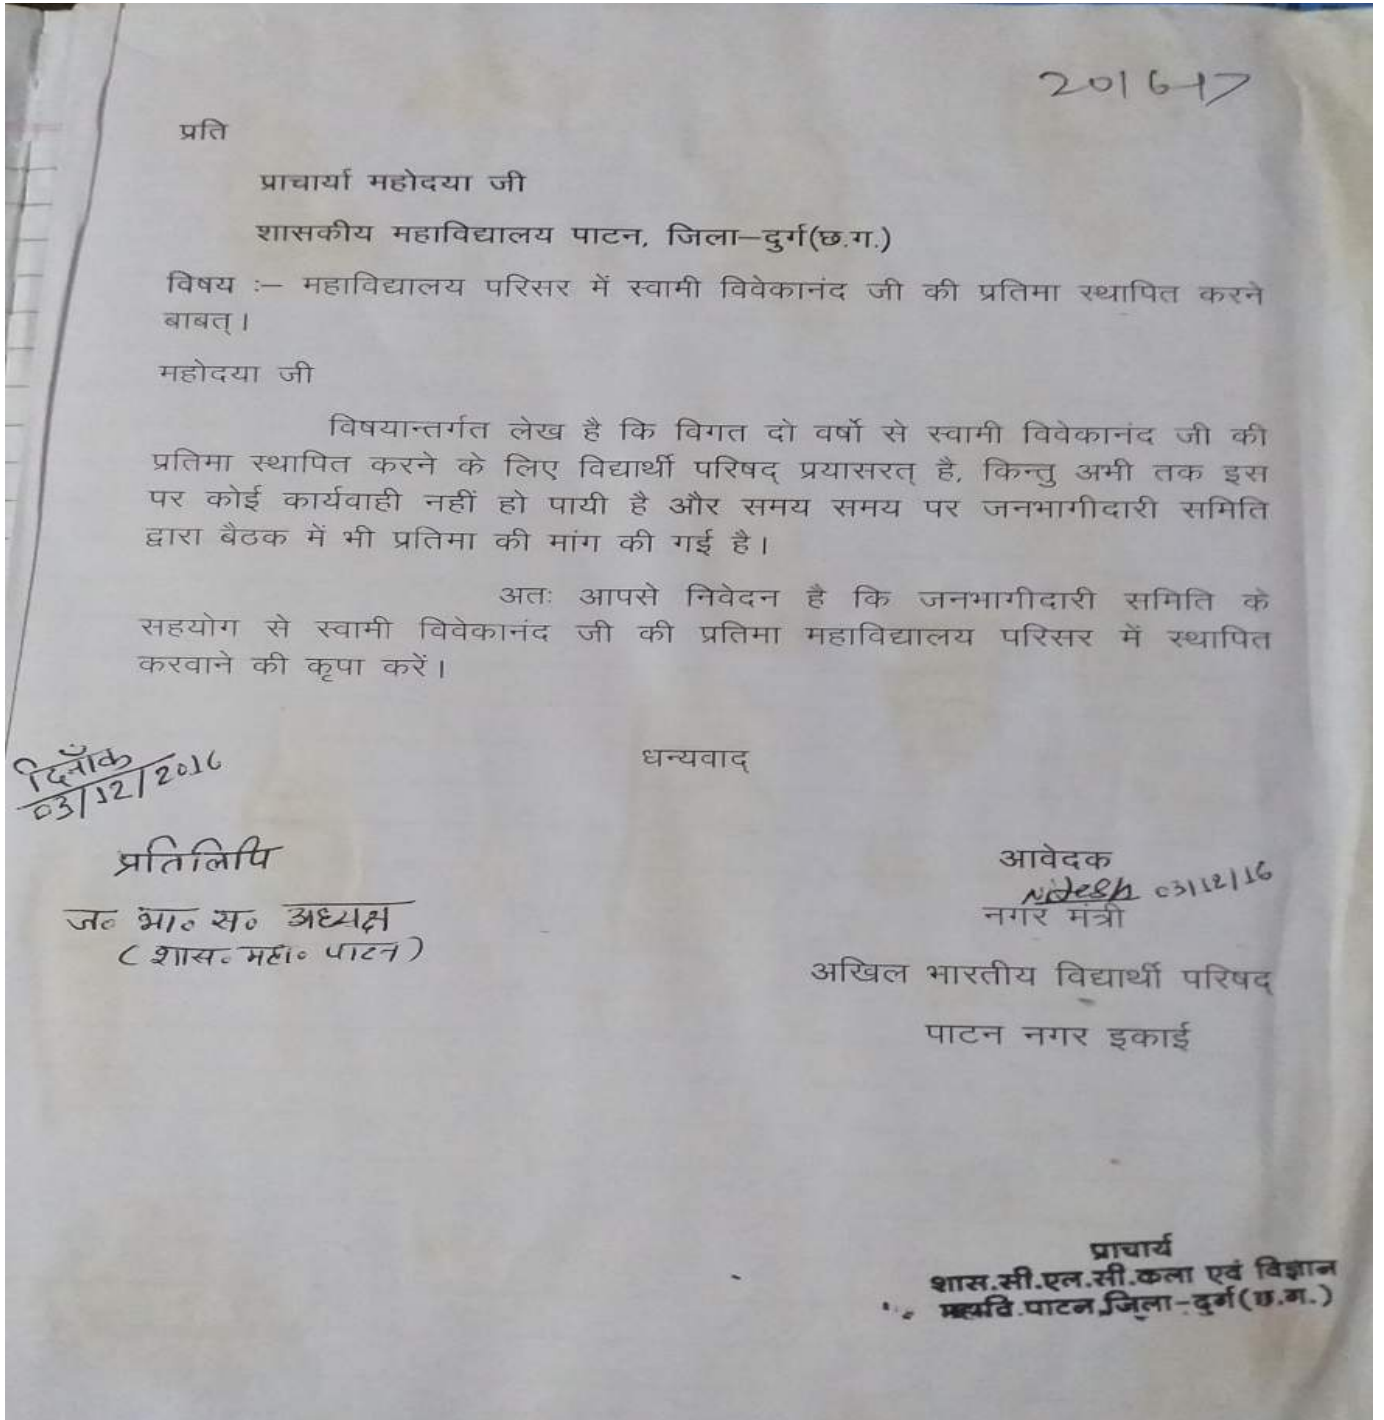 2016-17
प्रति
प्राचार्या महोदया जी
शासकीय महाविद्यालय पाटन, जिला–दुर्ग(छ.ग.)
विषय :– महाविद्यालय परिसर में स्वामी विवेकानंद जी की प्रतिमा स्थापित करने
बाबत्।
महोदया जी
विषयान्तर्गत लेख है कि विगत दो वर्षो से स्वामी विवेकानंद जी की
प्रतिमा स्थापित करने के लिए विद्यार्थी परिषद् प्रयासरत् है, किन्तु अभी तक इस
पर कोई कार्यवाही नहीं हो पायी है और समय समय पर जनभागीदारी समिति
द्वारा बैठक में भी प्रतिमा की मांग की गई है।
अतः आपसे निवेदन है कि जनभागीदारी समिति के
सहयोग से स्वामी विवेकानंद जी की प्रतिमा महाविद्यालय परिसर में स्थापित
करवाने की कृपा करें।
धन्यवाद्
दिनाँक
03/12/2016
प्रतिलिपि
ज० भा० स० अध्यक्ष
(शास० महा० पाटन)
आवेदक
Nitesh 03/12/16
नगर मंत्री
अखिल भारतीय विद्यार्थी परिषद्
पाटन नगर इकाई
प्राचार्य
शास.सी.एल.सी.कला एवं विज्ञान
महावि.पाटन,जिला-दुर्ग(छ.ग.)